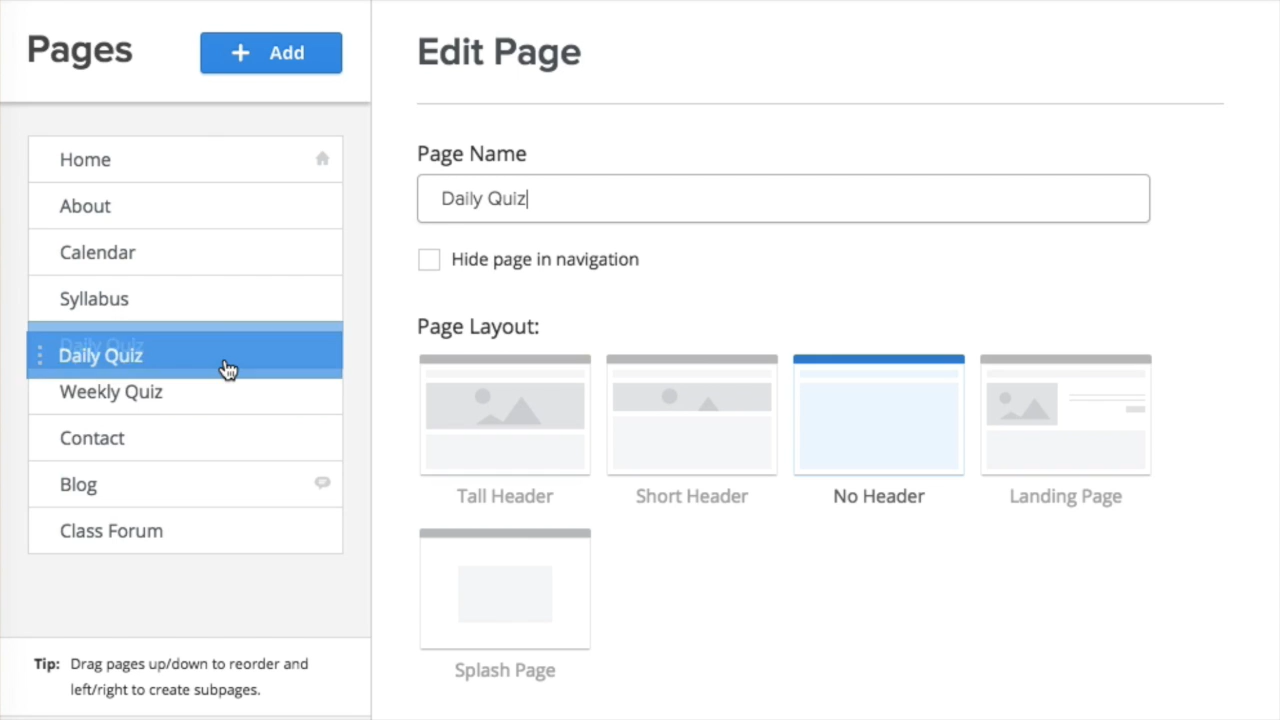 Pages
+ Add
Home
About
Calendar
Syllabus
Daily Quiz
Daily Quiz
Weekly Quiz
Contact
Blog
Class Forum
Tip: Drag pages up/down to reorder and
left/right to create subpages.
Edit Page
Page Name
Daily Quiz
Hide page in navigation
Page Layout:
Tall Header
Short Header
No Header
Landing Page
Splash Page